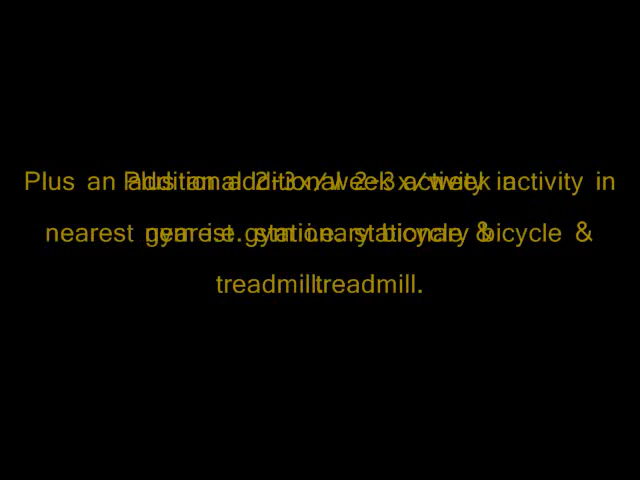 Plus an additional 2-3x/week activity in
nearest gym i.e. stationary bicycle &
treadmill.